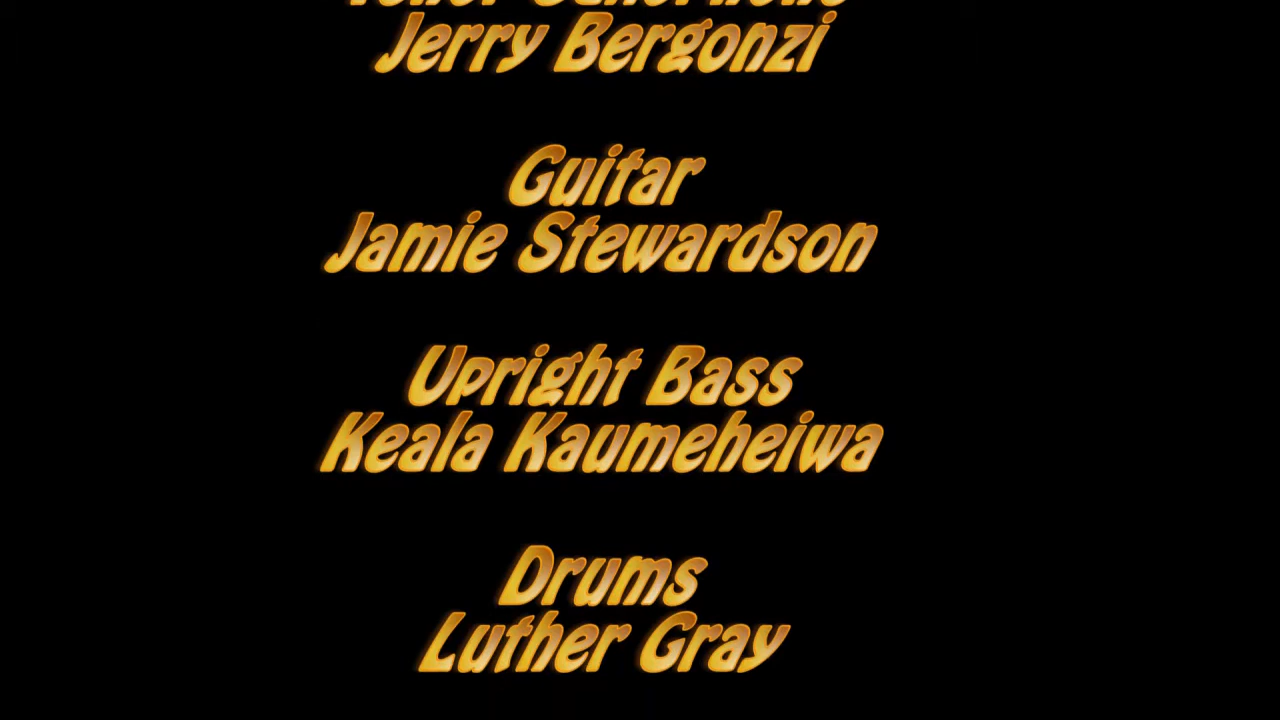 Jerry Bergonzi
Guitar
Jamie Stewardson
Upright Bass
Keala Kaumeheiwa
Drums
Luther Gray